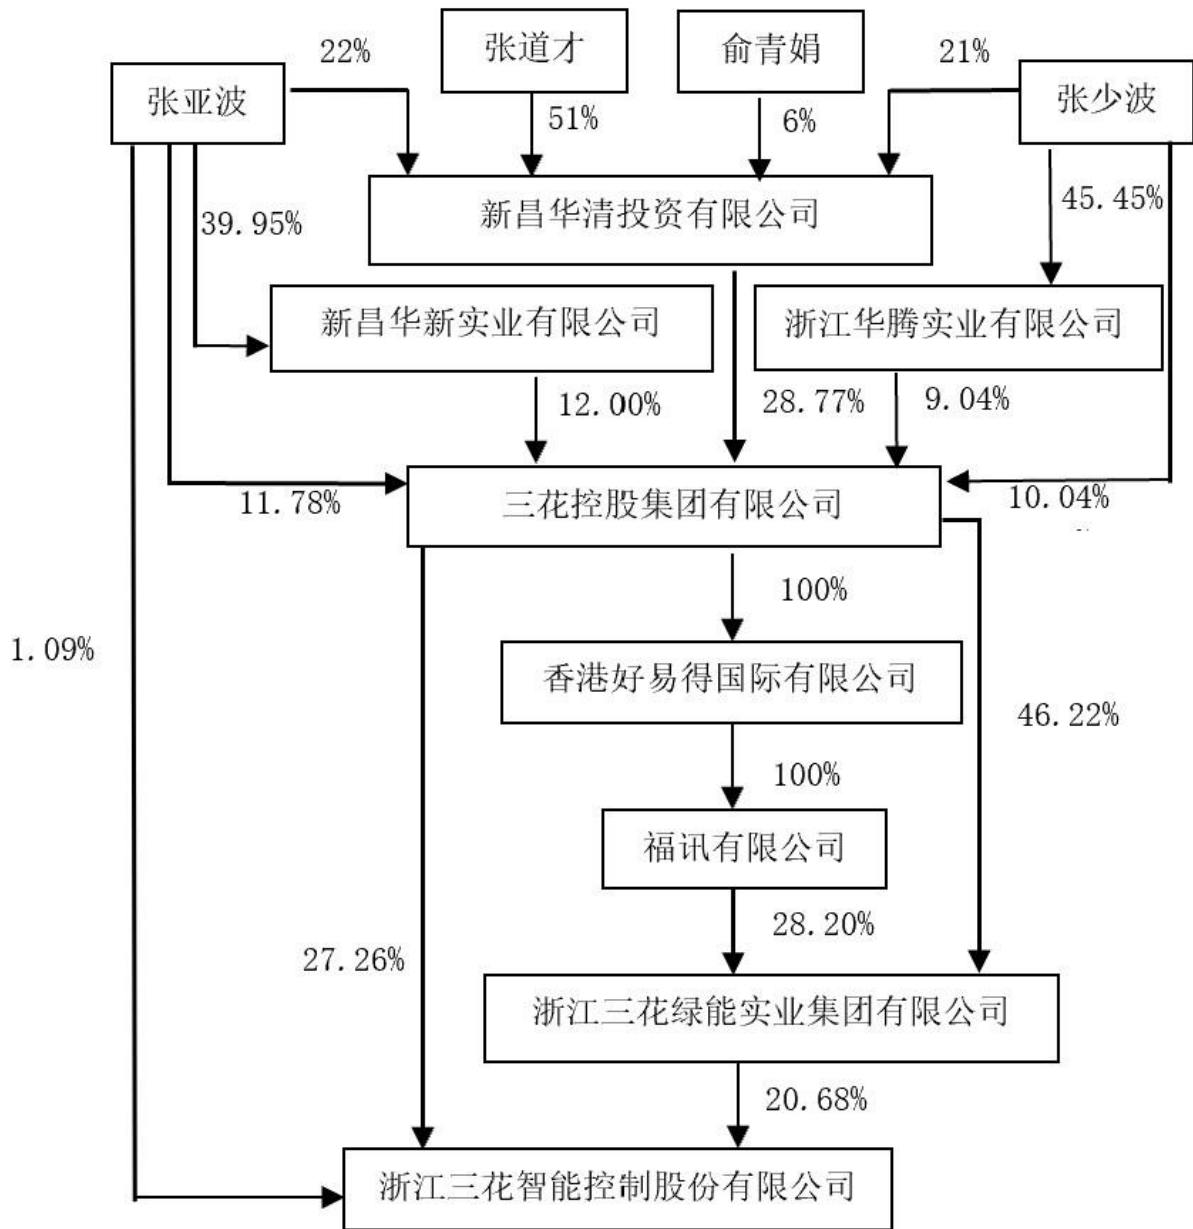 张道才
俞青娟
22%
21%
张亚波
张少波
51%
6%
新昌华清投资有限公司
39.95%
45.45%
新昌华新实业有限公司
浙江华腾实业有限公司
12.00%
28.77%
9.04%
三花控股集团有限公司
11.78%
10.04%
100%
1.09%
香港好易得国际有限公司
46.22%
100%
福讯有限公司
28.20%
27.26%
浙江三花绿能实业集团有限公司
20.68%
浙江三花智能控制股份有限公司